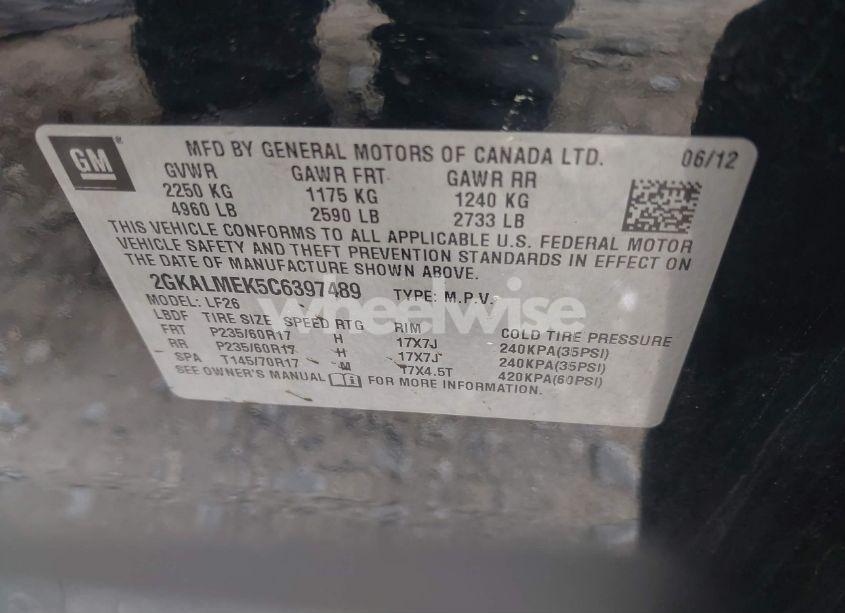 GM
MFD BY GENERAL MOTORS OF CANADA LTD. 06/12
GVWR GAWR FRT GAWR RR
2250 KG 1175 KG 1240 KG
4960 LB 2590 LB 2733 LB
THIS VEHICLE CONFORMS TO ALL APPLICABLE U.S. FEDERAL MOTOR
VEHICLE SAFETY AND THEFT PREVENTION STANDARDS IN EFFECT ON
THE DATE OF MANUFACTURE SHOWN ABOVE.
2GKALMEK5C6397489 TYPE: M.P.V.
MODEL: LF26
LBDF TIRE SIZE SPEED RTG RIM COLD TIRE PRESSURE
FRT P235/60R17 H 17X7J 240KPA(35PSI)
RR P235/60R17 H 17X7J 240KPA(35PSI)
SPA T145/70R17 M 17X4.5T 420KPA(60PSI)
SEE OWNER'S MANUAL FOR MORE INFORMATION.
wheelwise